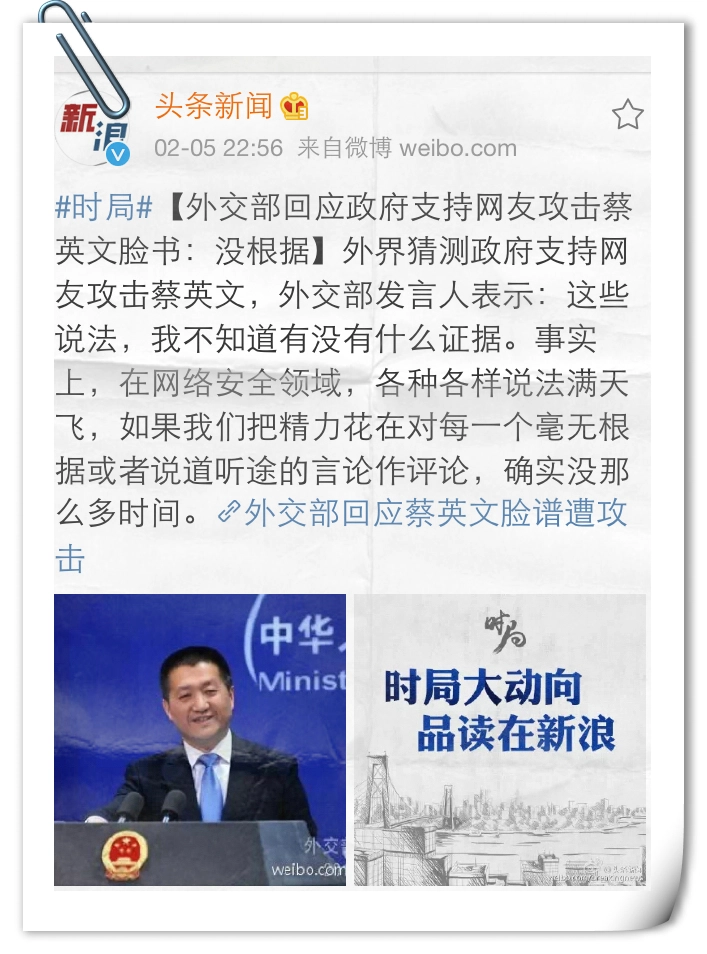 新浪
头条新闻
02-05 22:56 来自微博 weibo.com
#时局#【外交部回应政府支持网友攻击蔡
英文脸书：没根据】外界猜测政府支持网
友攻击蔡英文，外交部发言人表示：这些
说法，我不知道有没有什么证据。事实
上，在网络安全领域，各种各样说法满天
飞，如果我们把精力花在对每一个毫无根
据或者说道听途的言论作评论，确实没那
么多时间。外交部回应蔡英文脸谱遭攻
击
中华
Minist
外交
weibo.com
时局
时局大动向
品读在新浪